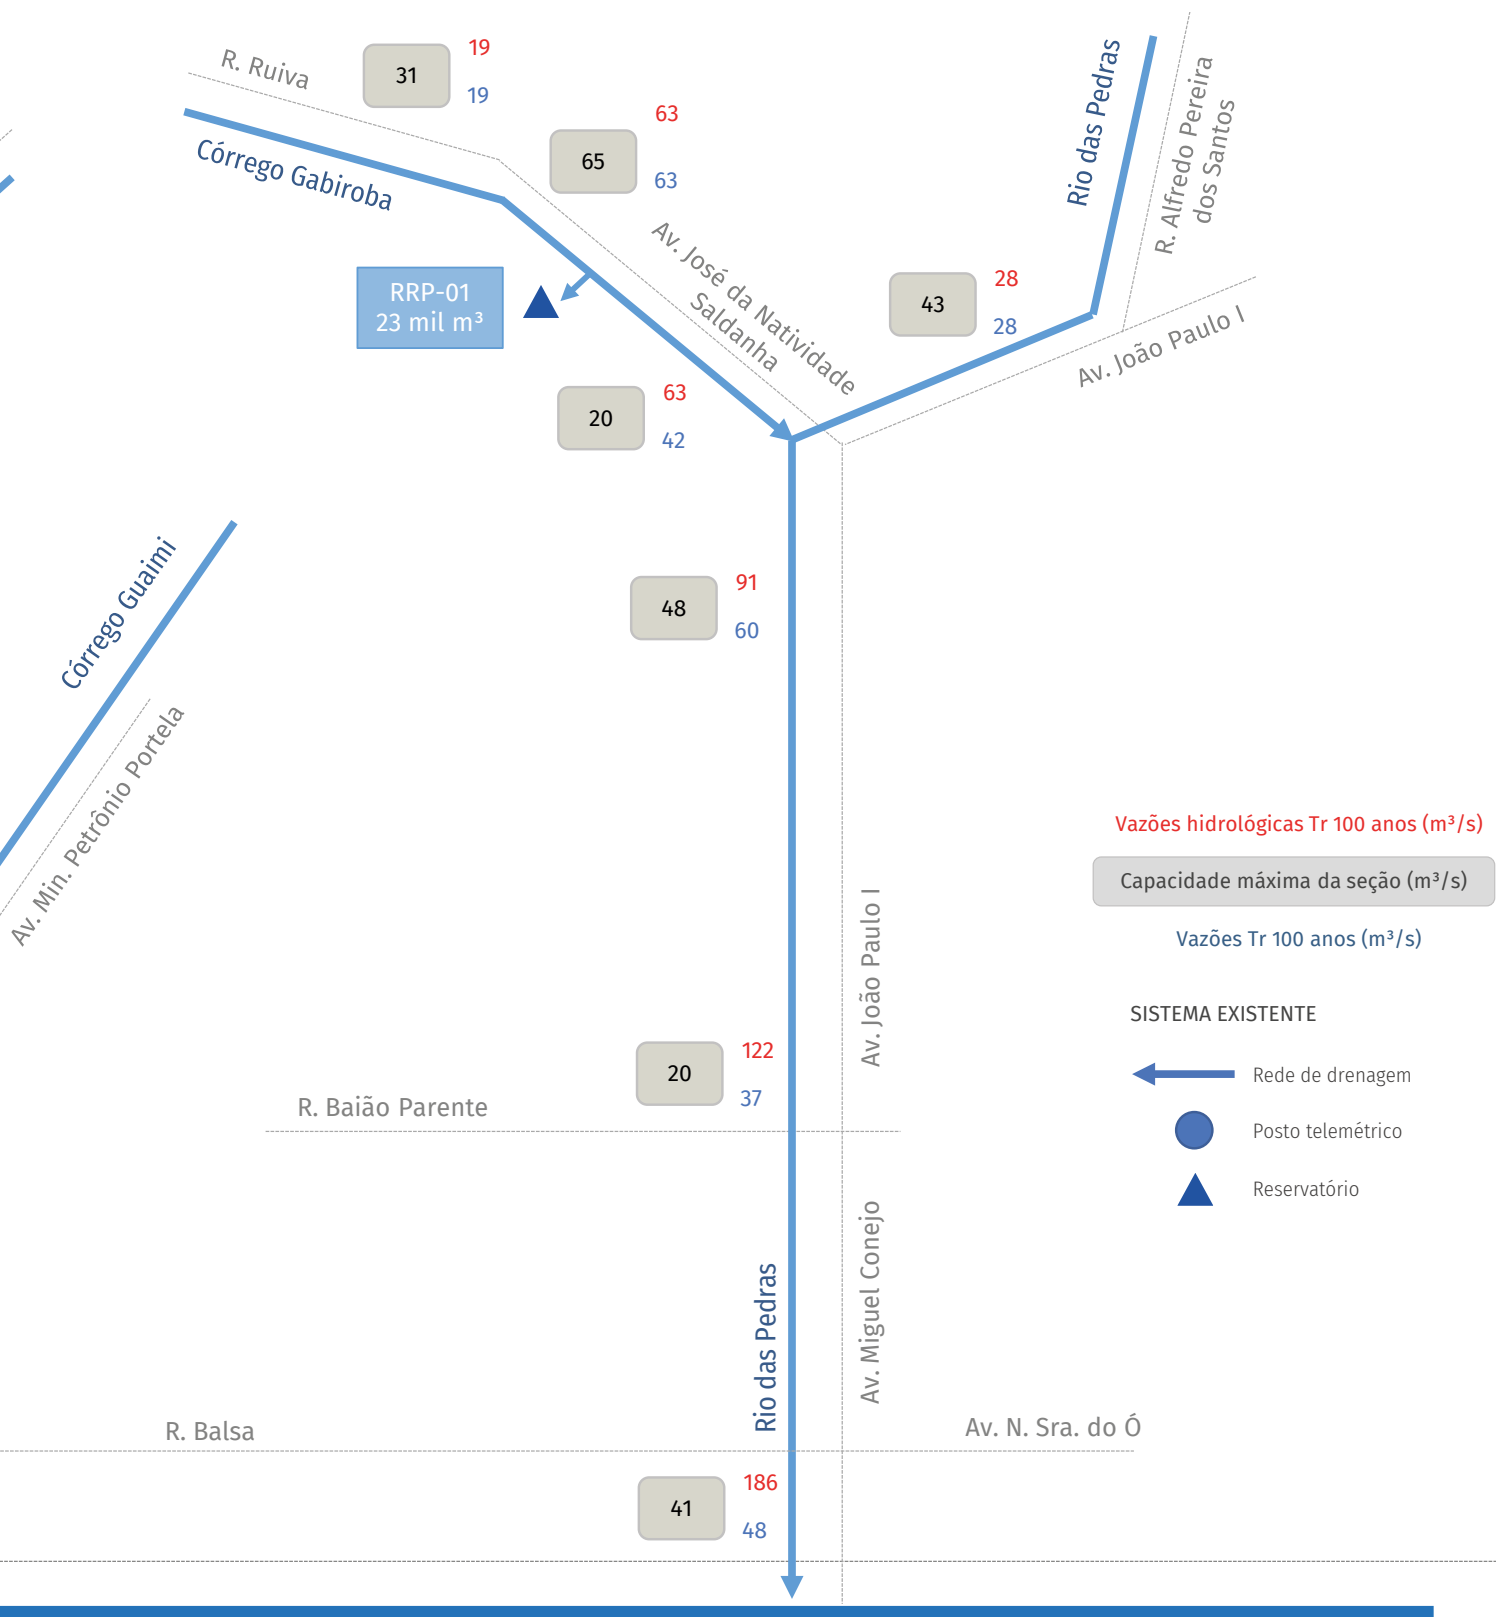 R. Ruiva
31
19
19
Córrego Gabiroba
65
63
63
Av. José da Natividade
Saldanha
RRP-01
23 mil m³
Rio das Pedras
R. Alfredo Pereira
dos Santos
43
28
28
Av. João Paulo I
20
63
42
Córrego Guaimi
Av. Min. Petrônio Portela
48
91
60
Vazões hidrológicas Tr 100 anos (m³/s)
Capacidade máxima da seção (m³/s)
Vazões Tr 100 anos (m³/s)
SISTEMA EXISTENTE
Rede de drenagem
Posto telemétrico
Reservatório
Av. João Paulo I
20
122
37
R. Baião Parente
Av. Miguel Conejo
Rio das Pedras
R. Balsa
Av. N. Sra. do Ó
41
186
48